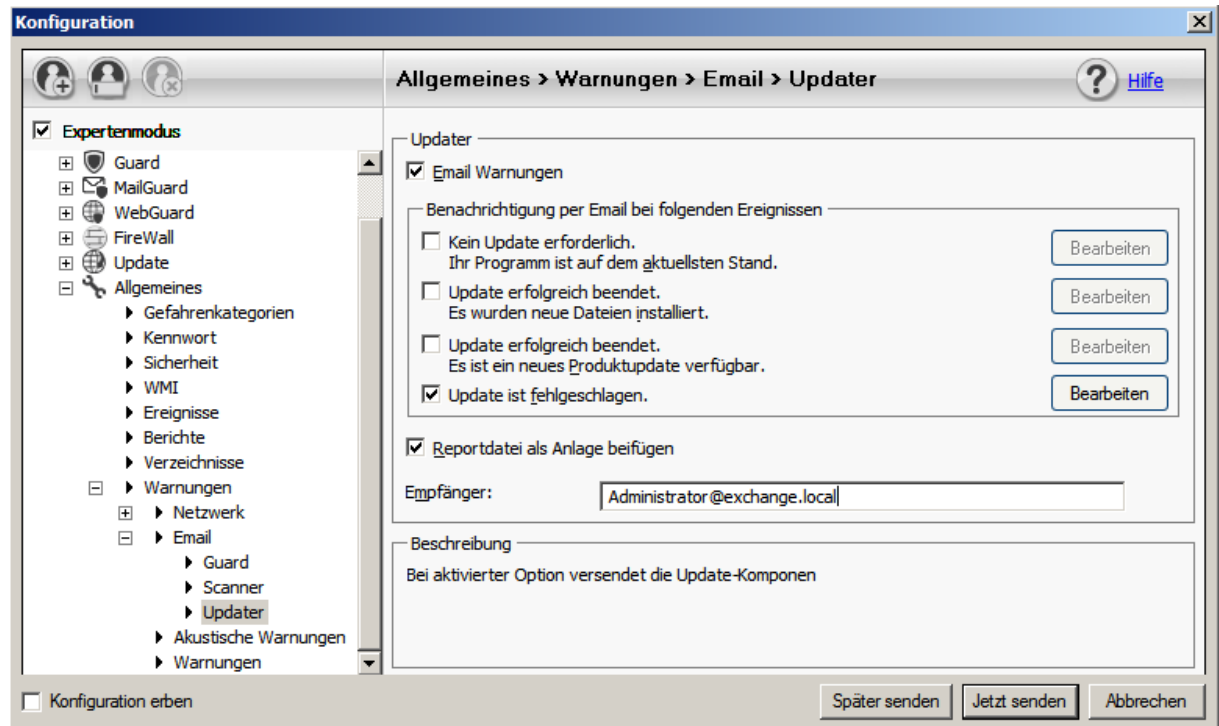 Konfiguration
Allgemeines > Warnungen > Email > Updater
Hilfe
Expertenmodus
Guard
MailGuard
WebGuard
FireWall
Update
Allgemeines
Gefahrenkategorien
Kennwort
Sicherheit
WMI
Ereignisse
Berichte
Verzeichnisse
Warnungen
Netzwerk
Email
Guard
Scanner
Updater
Akustische Warnungen
Warnungen
Updater
Email Warnungen
Benachrichtigung per Email bei folgenden Ereignissen
Kein Update erforderlich.
Ihr Programm ist auf dem aktuellsten Stand.
Bearbeiten
Update erfolgreich beendet.
Es wurden neue Dateien installiert.
Bearbeiten
Update erfolgreich beendet.
Es ist ein neues Produktupdate verfügbar.
Bearbeiten
Update ist fehlgeschlagen.
Bearbeiten
Reportdatei als Anlage beifügen
Empfänger:
Administrator@exchange.local
Beschreibung
Bei aktivierter Option versendet die Update-Komponen
Konfiguration erben
Später senden
Jetzt senden
Abbrechen